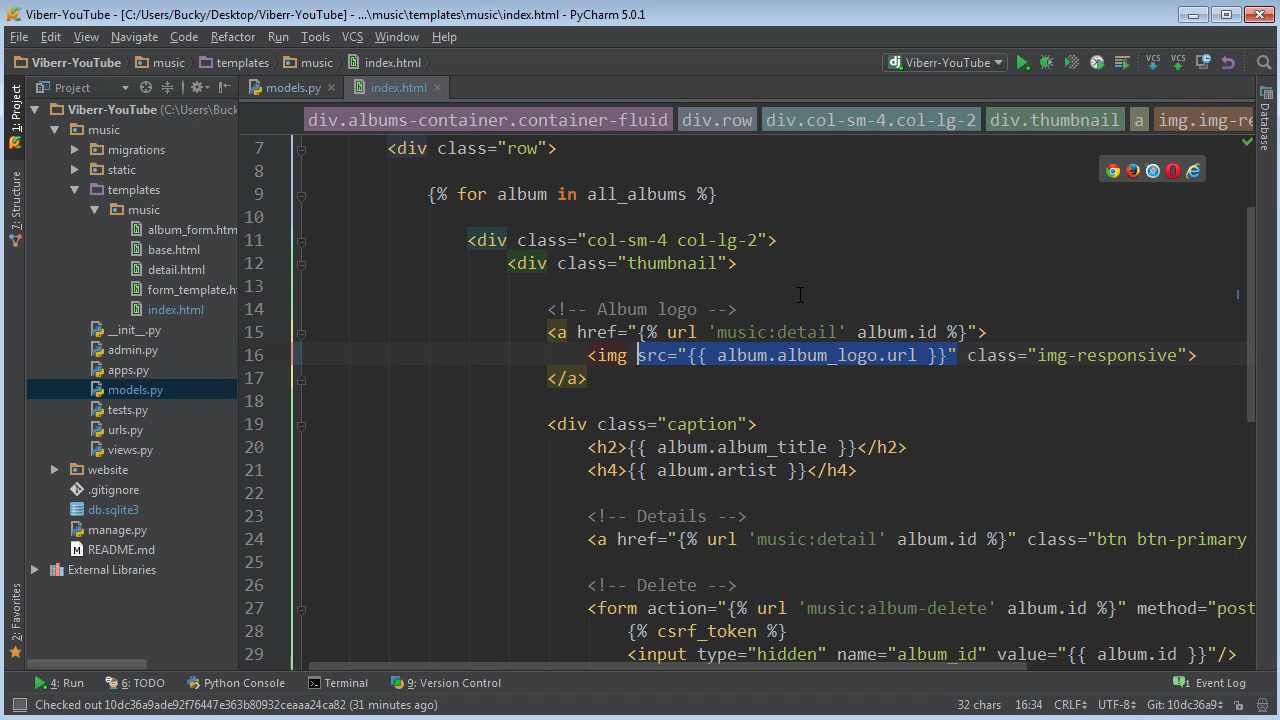 Viberr-YouTube - [C:/Users/Bucky/Desktop/Viberr-YouTube] - ...\music\templates\music\index.html - PyCharm 5.0.1
File Edit View Navigate Code Refactor Run Tools VCS Window Help
Viberr-YouTube music templates music index.html dj Viberr-YouTube VCS VCS
Project models.py index.html
1: Project
7: Structure
2: Favorites
Database
Viberr-YouTube (C:\Users\Buck
music
migrations
static
templates
music
album_form.htm
base.html
detail.html
form_template.h
index.html
__init__.py
admin.py
apps.py
models.py
tests.py
urls.py
views.py
website
.gitignore
db.sqlite3
manage.py
README.md
External Libraries
div.albums-container.container-fluid div.row div.col-sm-4.col-lg-2 div.thumbnail a img.img-re
7 <div class="row">
8
9 {% for album in all_albums %}
10
11 <div class="col-sm-4 col-lg-2">
12 <div class="thumbnail">
13
14 <!-- Album logo -->
15 <a href="{% url 'music:detail' album.id %}">
16 <img src="{{ album.album_logo.url }}" class="img-responsive">
17 </a>
18
19 <div class="caption">
20 <h2>{{ album.album_title }}</h2>
21 <h4>{{ album.artist }}</h4>
22
23 <!-- Details -->
24 <a href="{% url 'music:detail' album.id %}" class="btn btn-primary
25
26 <!-- Delete -->
27 <form action="{% url 'music:album-delete' album.id %}" method="post
28 {% csrf_token %}
29 <input type="hidden" name="album_id" value="{{ album.id }}"/>
4: Run 6: TODO Python Console Terminal 9: Version Control 1 Event Log
Checked out 10dc36a9ade92f76447e363b80932ceaaa24ca82 (31 minutes ago) 32 chars 16:34 CRLF UTF-8 Git: 10dc36a9